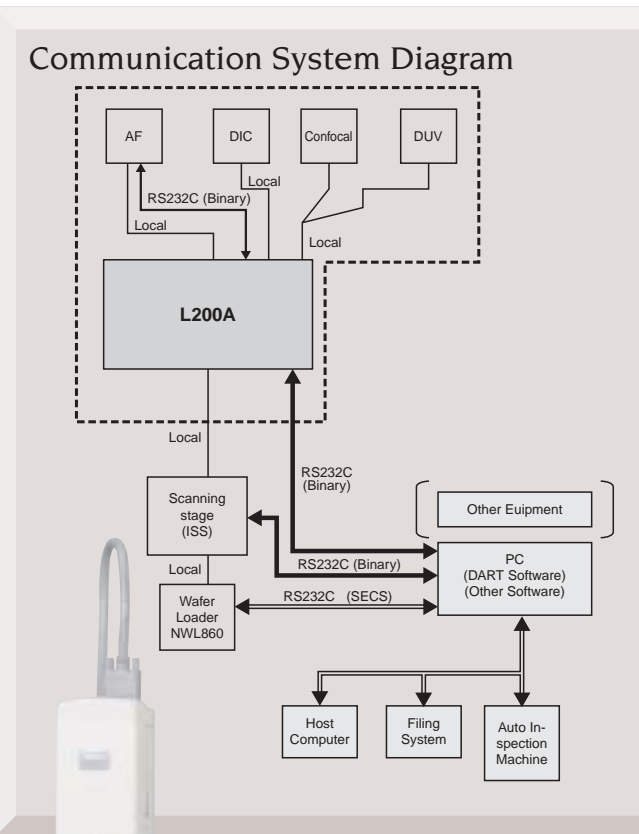 Communication System Diagram
AF
DIC
Confocal
DUV
Local
RS232C (Binary)
Local
Local
L200A
Local
RS232C
(Binary)
Scanning
stage
(ISS)
Other Euipment
RS232C (Binary)
PC
(DART Software)
(Other Software)
Local
Wafer
Loader
NWL860
RS232C (SECS)
Host
Computer
Filing
System
Auto In-
spection
Machine